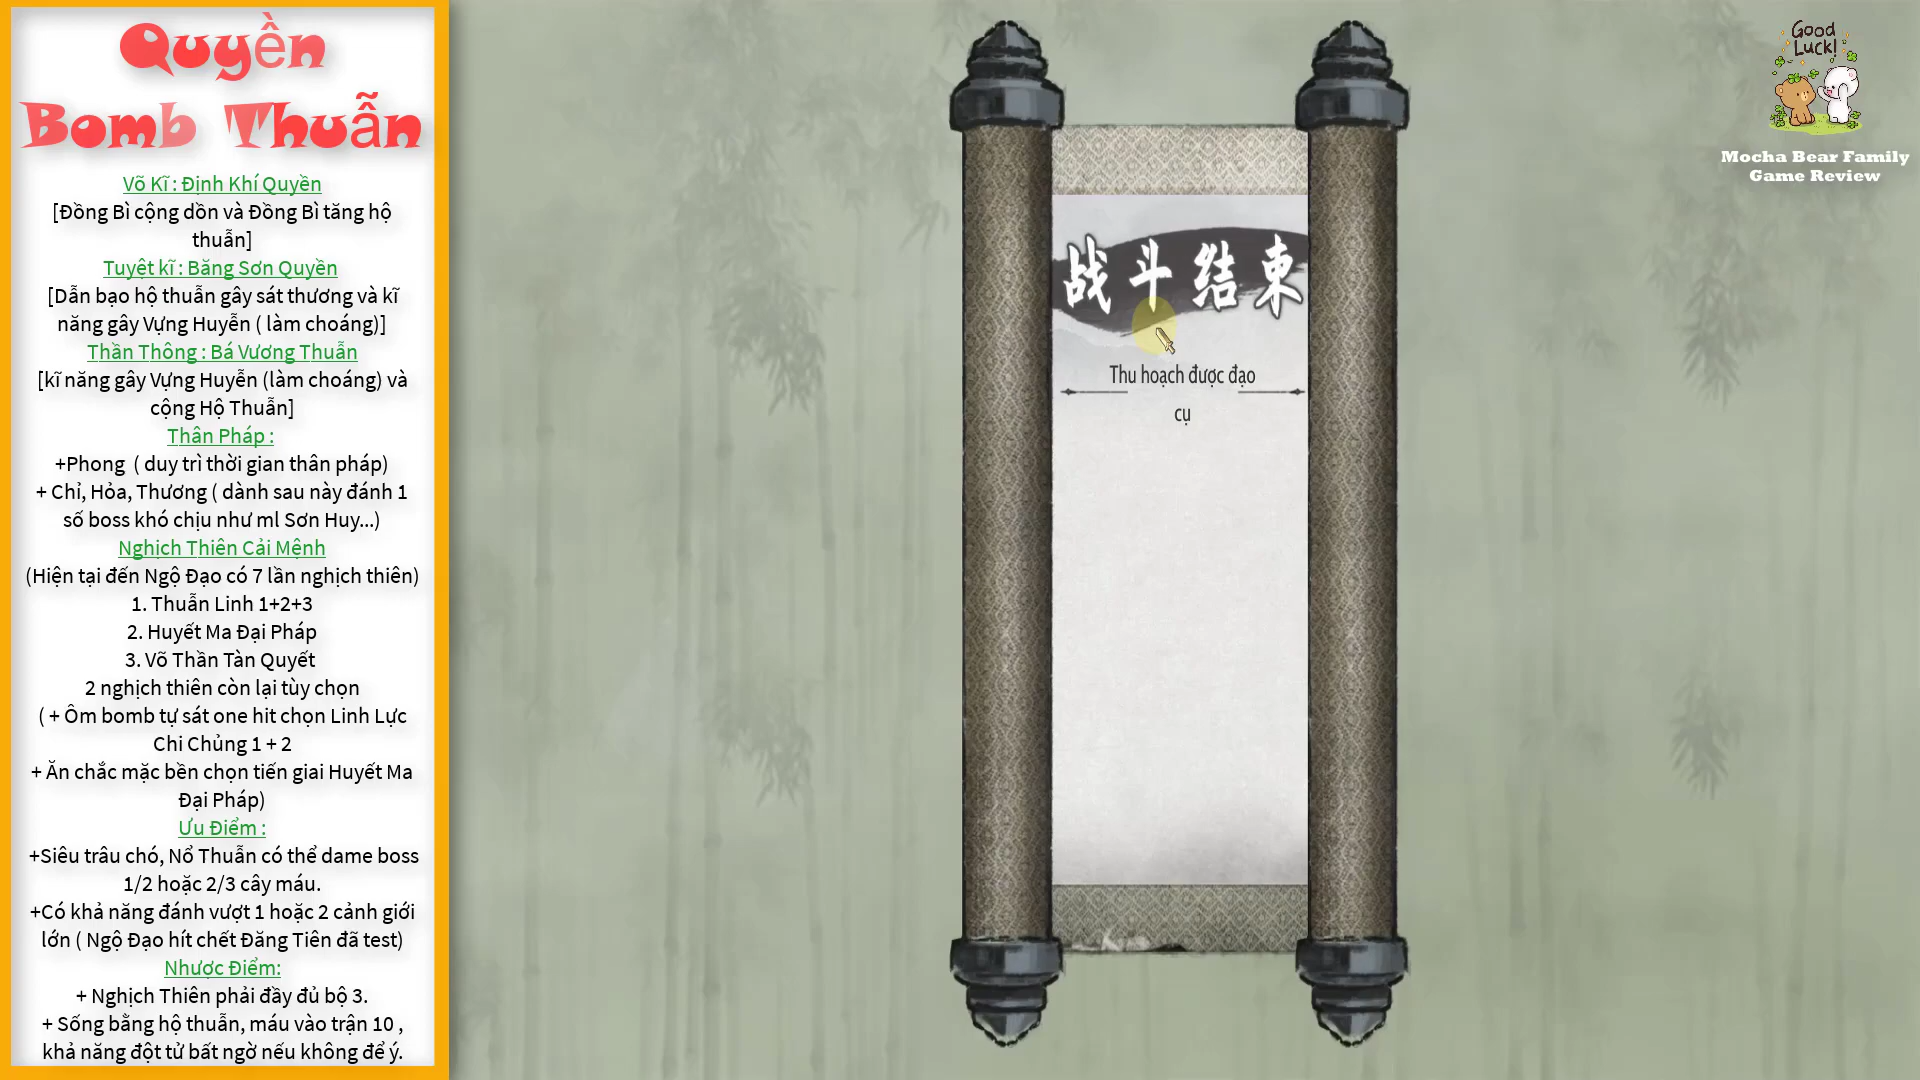 Quyền
Bomb Thuẫn
Võ Kĩ : Định Khí Quyền
[Đồng Bì cộng dồn và Đồng Bì tăng hộ
thuẫn]
Tuyệt kĩ : Băng Sơn Quyền
[Dẫn bạo hộ thuẫn gây sát thương và kĩ
năng gây Vựng Huyễn ( làm choáng)]
Thần Thông : Bá Vương Thuẫn
[kĩ năng gây Vựng Huyễn (làm choáng) và
cộng Hộ Thuẫn]
Thân Pháp :
+Phong  ( duy trì thời gian thân pháp)
+ Chỉ, Hỏa, Thương ( dành sau này đánh 1
số boss khó chịu như ml Sơn Huy...)
Nghịch Thiên Cải Mệnh
(Hiện tại đến Ngộ Đạo có 7 lần nghịch thiên)
1. Thuẫn Linh 1+2+3
2. Huyết Ma Đại Pháp
3. Võ Thần Tàn Quyết
2 nghịch thiên còn lại tùy chọn
( + Ôm bomb tự sát one hit chọn Linh Lực
Chi Chủng 1 + 2
+ Ăn chắc mặc bền chọn tiến giai Huyết Ma
Đại Pháp)
Ưu Điểm :
+Siêu trâu chó, Nổ Thuẫn có thể dame boss
1/2 hoặc 2/3 cây máu.
+Có khả năng đánh vượt 1 hoặc 2 cảnh giới
lớn ( Ngộ Đạo hít chết Đăng Tiên đã test)
Nhược Điểm:
+ Nghịch Thiên phải đầy đủ bộ 3.
+ Sống bằng hộ thuẫn, máu vào trận 10 ,
khả năng đột tử bất ngờ nếu không để ý.
战斗结束
Thu hoạch được đạo
cụ
Good
Luck!
Mocha Bear Family
Game Review